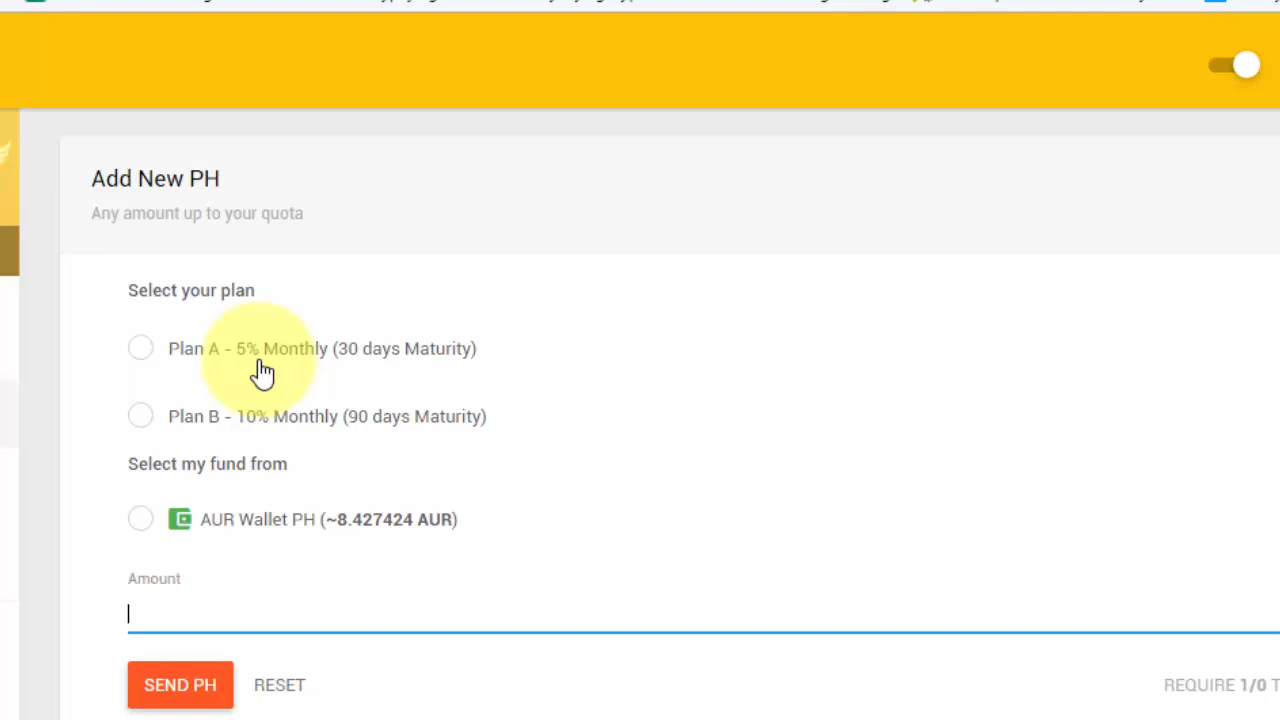 Add New PH
Any amount up to your quota
Select your plan
Plan A - 5% Monthly (30 days Maturity)
Plan B - 10% Monthly (90 days Maturity)
Select my fund from
AUR Wallet PH (~8.427424 AUR)
Amount
SEND PH RESET REQUIRE 1/0 T